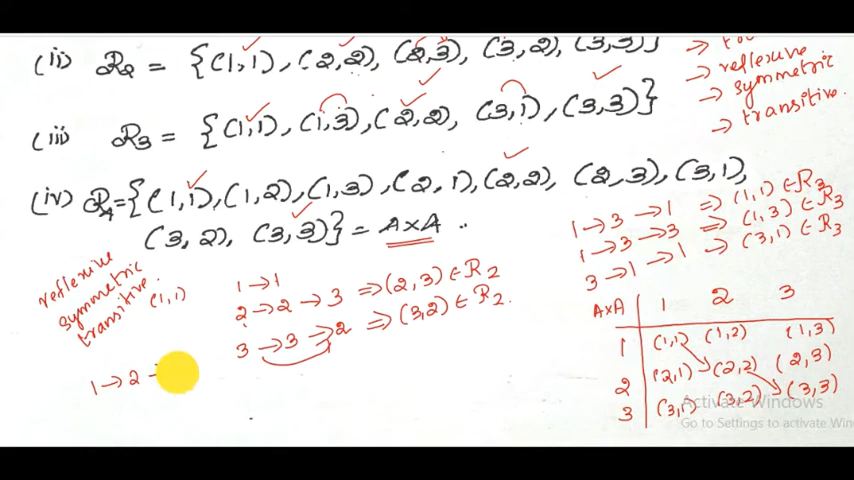 (ii) R2 = {(1,1), (2,2), (2,3), (3,2), (3,3)}
→ reflexive
→ symmetric
→ transitive.
(iii) R3 = {(1,1), (1,3), (2,2), (3,1), (3,3)}
(iv) R4 = {(1,1), (1,2), (1,3), (2,1), (2,2), (2,3), (3,1),
(3,2), (3,3)} = A×A ..
1→3→1 ⇒ (1,1) ∈ R3
1→3→3 ⇒ (1,3) ∈ R3
3→1→1 → (3,1) ∈ R3
reflexive
symmetric
transitive.
(1,1)
1→1
2→2→3 ⇒ (2,3) ∈ R2
3→3→2 ⇒ (3,2) ∈ R2.
1→2→
A×A 1 2 3
1 (1,1) (1,2) (1,3)
2 (2,1) (2,2) (2,3)
3 (3,1) (3,2) (3,3)
Activate Windows
Go to Settings to activate Win